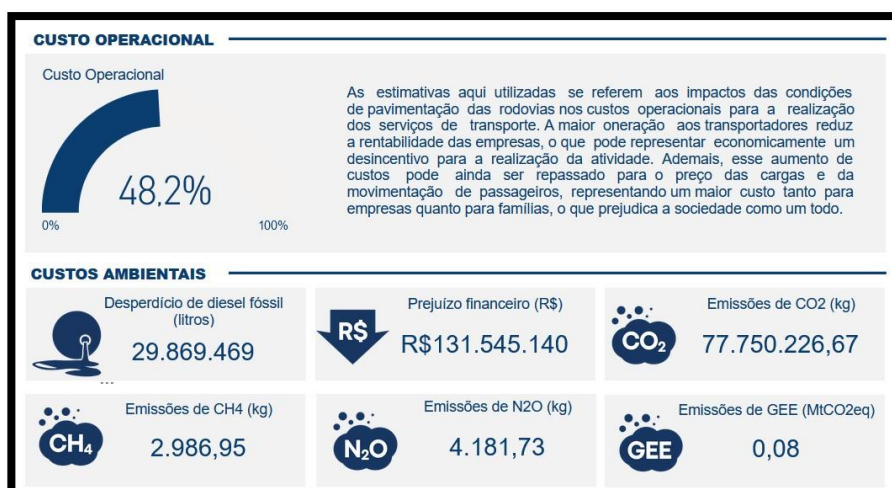 CUSTO OPERACIONAL
Custo Operacional
48,2%
0%
100%
As estimativas aqui utilizadas se referem aos impactos das condições
de pavimentação das rodovias nos custos operacionais para a realização
dos serviços de transporte. A maior oneração aos transportadores reduz
a rentabilidade das empresas, o que pode representar economicamente um
desincentivo para a realização da atividade. Ademais, esse aumento de
custos pode ainda ser repassado para o preço das cargas e da
movimentação de passageiros, representando um maior custo tanto para
empresas quanto para famílias, o que prejudica a sociedade como um todo.
CUSTOS AMBIENTAIS
Desperdício de diesel fóssil
(litros)
29.869.469
...
R$
Prejuízo financeiro (R$)
R$131.545.140
CO2
Emissões de CO2 (kg)
77.750.226,67
CH4
Emissões de CH4 (kg)
2.986,95
N2O
Emissões de N2O (kg)
4.181,73
GEE
Emissões de GEE (MtCO2eq)
0,08